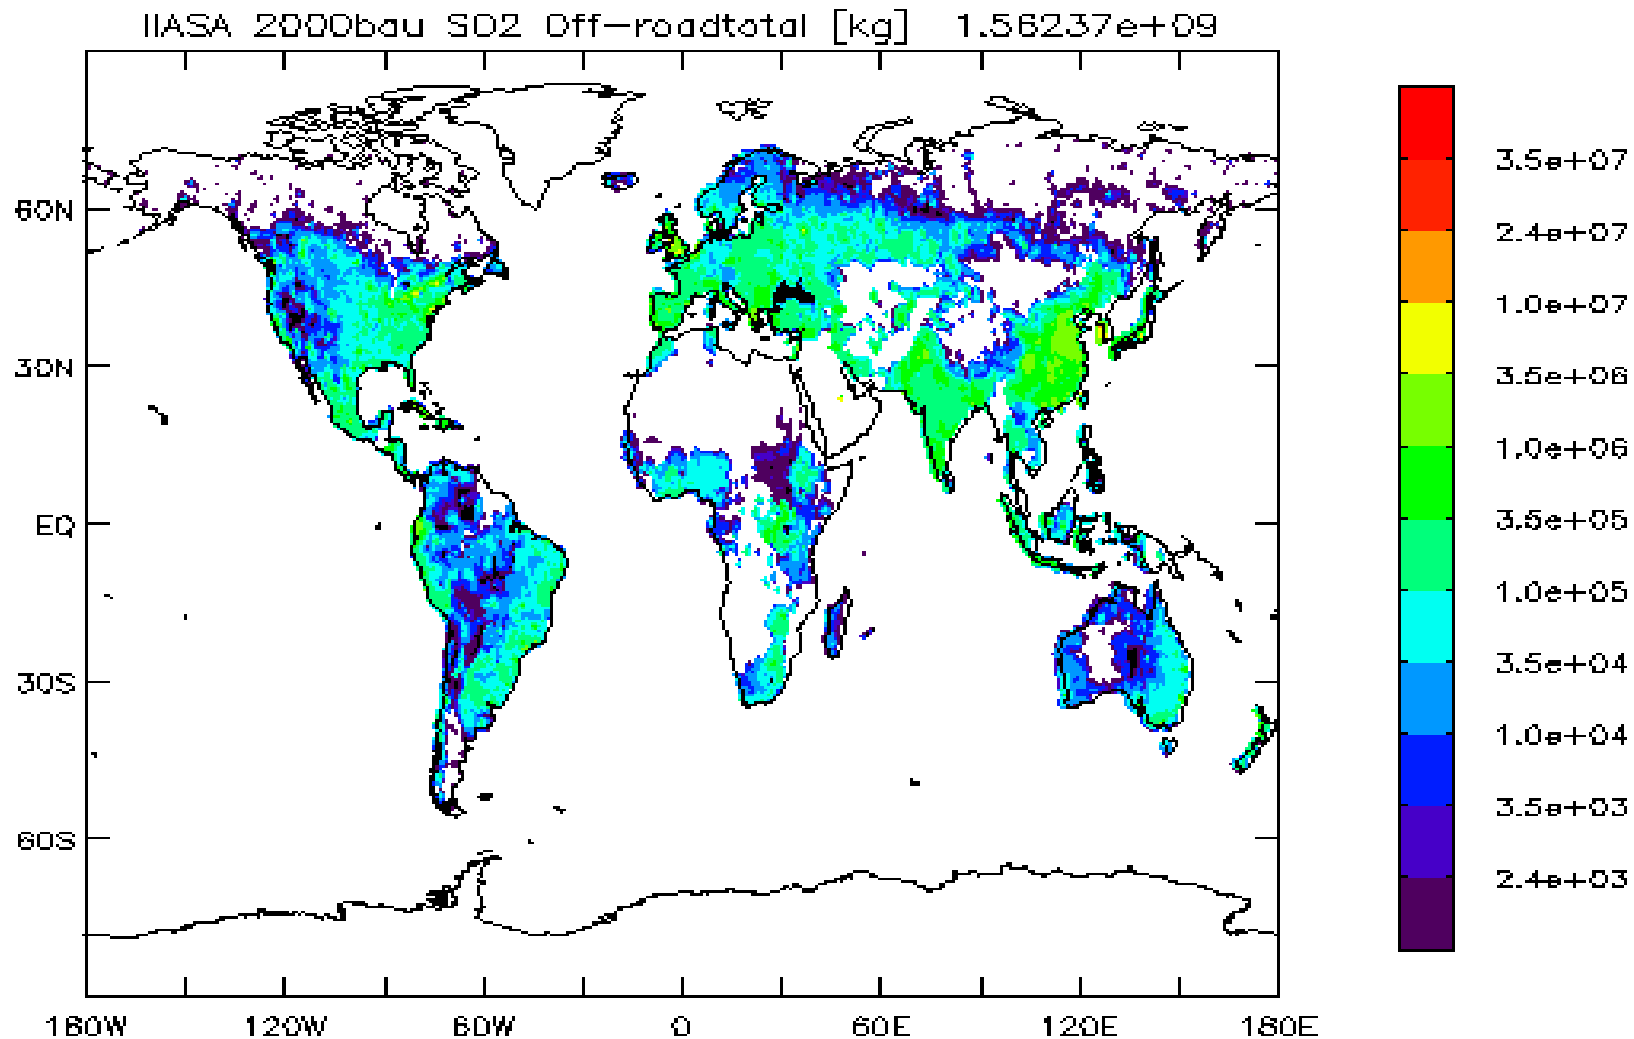 IIASA 2000bau SO2 Off-roadtotal [kg] 1.56237e+09
3.5e+07
2.4e+07
1.0e+07
3.5e+06
1.0e+06
3.5e+05
1.0e+05
3.5e+04
1.0e+04
3.5e+03
2.4e+03
60N
30N
EQ
30S
60S
180W 120W 60W 0 60E 120E 180E